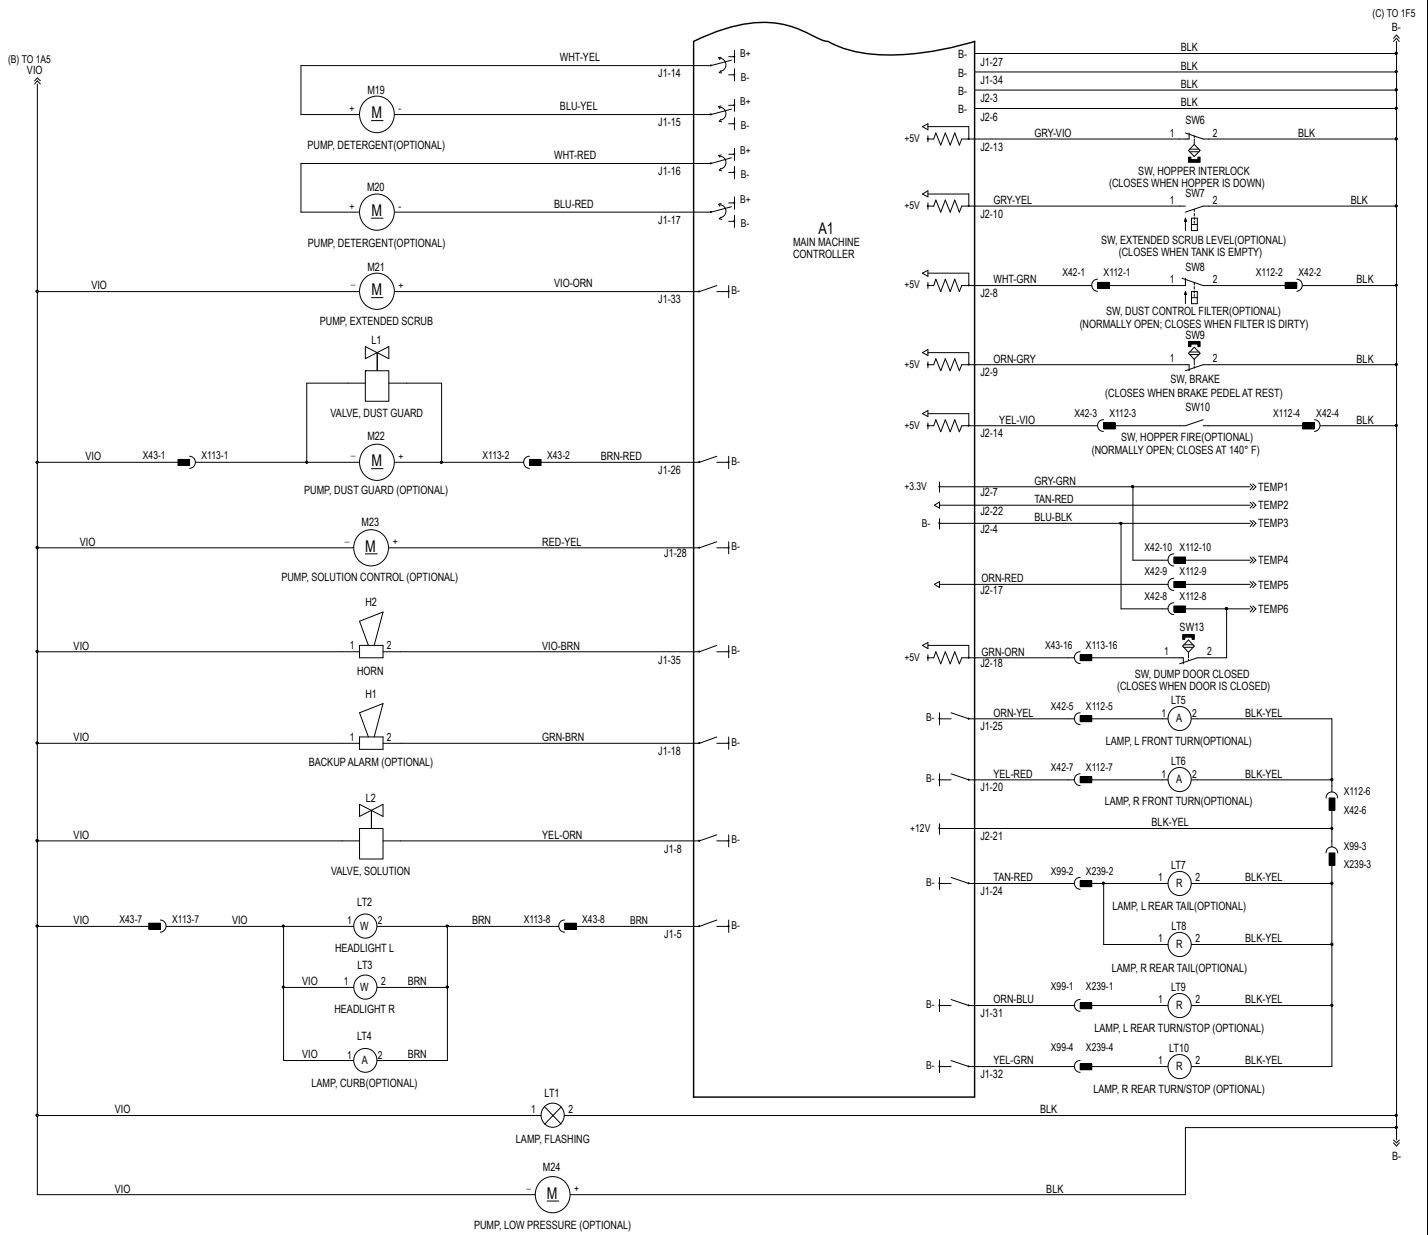 (C) TO 1F5
B-
(B) TO 1A5
VIO
WHT-YEL
J1-14
B+
B-
M19
+ M -
PUMP, DETERGENT(OPTIONAL)
BLU-YEL
J1-15
B+
B-
WHT-RED
J1-16
B+
B-
M20
+ M -
PUMP, DETERGENT(OPTIONAL)
BLU-RED
J1-17
B+
B-
A1
MAIN MACHINE
CONTROLLER
VIO
M21
– M +
PUMP, EXTENDED SCRUB
VIO-ORN
J1-33
B-
L1
VALVE, DUST GUARD
VIO
X43-1 X113-1
M22
– M +
PUMP, DUST GUARD (OPTIONAL)
X113-2 X43-2
BRN-RED
J1-26
B-
VIO
M23
– M +
PUMP, SOLUTION CONTROL (OPTIONAL)
RED-YEL
J1-28
B-
VIO
H2
1 2
HORN
VIO-BRN
J1-35
B-
VIO
H1
1 2
BACKUP ALARM (OPTIONAL)
GRN-BRN
J1-18
B-
VIO
L2
VALVE, SOLUTION
YEL-ORN
J1-8
B-
VIO
X43-7 X113-7
VIO
LT2
1 W 2
HEADLIGHT L
BRN
X113-8 X43-8
BRN
J1-5
B-
LT3
VIO 1 W 2 BRN
HEADLIGHT R
LT4
VIO 1 A 2 BRN
LAMP, CURB(OPTIONAL)
VIO
LT1
1 2
LAMP, FLASHING
BLK
VIO
M24
– M +
PUMP, LOW PRESSURE (OPTIONAL)
BLK
B- J1-27 BLK
B- J1-34 BLK
B- J2-3 BLK
B- J2-6 BLK
+5V J2-13 GRY-VIO
SW6
1 2 BLK
SW, HOPPER INTERLOCK
(CLOSES WHEN HOPPER IS DOWN)
+5V J2-10 GRY-YEL
SW7
1 2 BLK
SW, EXTENDED SCRUB LEVEL(OPTIONAL)
(CLOSES WHEN TANK IS EMPTY)
+5V J2-8 WHT-GRN
X42-1 X112-1
SW8
1 2
X112-2 X42-2
BLK
SW, DUST CONTROL FILTER(OPTIONAL)
(NORMALLY OPEN; CLOSES WHEN FILTER IS DIRTY)
+5V J2-9 ORN-GRY
SW9
1 2 BLK
SW, BRAKE
(CLOSES WHEN BRAKE PEDEL AT REST)
+5V J2-14 YEL-VIO
X42-3 X112-3
SW10
X112-4 X42-4
BLK
SW, HOPPER FIRE(OPTIONAL)
(NORMALLY OPEN; CLOSES AT 140° F)
+3.3V J2-7 GRY-GRN TEMP1
J2-22 TAN-RED TEMP2
B- J2-4 BLU-BLK TEMP3
X42-10 X112-10 TEMP4
J2-17 ORN-RED X42-9 X112-9 TEMP5
X42-8 X112-8 TEMP6
+5V J2-18 GRN-ORN
X43-16 X113-16
SW13
1 2
SW, DUMP DOOR CLOSED
(CLOSES WHEN DOOR IS CLOSED)
B- J1-25 ORN-YEL
X42-5 X112-5
LT5
1 A 2 BLK-YEL
LAMP, L FRONT TURN(OPTIONAL)
B- J1-20 YEL-RED
X42-7 X112-7
LT6
1 A 2 BLK-YEL
LAMP, R FRONT TURN(OPTIONAL)
X112-6
X42-6
+12V J2-21 BLK-YEL
X99-3
X239-3
B- J1-24 TAN-RED
X99-2 X239-2
LT7
1 R 2 BLK-YEL
LAMP, L REAR TAIL(OPTIONAL)
LT8
1 R 2 BLK-YEL
LAMP, R REAR TAIL(OPTIONAL)
B- J1-31 ORN-BLU
X99-1 X239-1
LT9
1 R 2 BLK-YEL
LAMP, L REAR TURN/STOP (OPTIONAL)
B- J1-32 YEL-GRN
X99-4 X239-4
LT10
1 R 2 BLK-YEL
LAMP, R REAR TURN/STOP (OPTIONAL)
B-